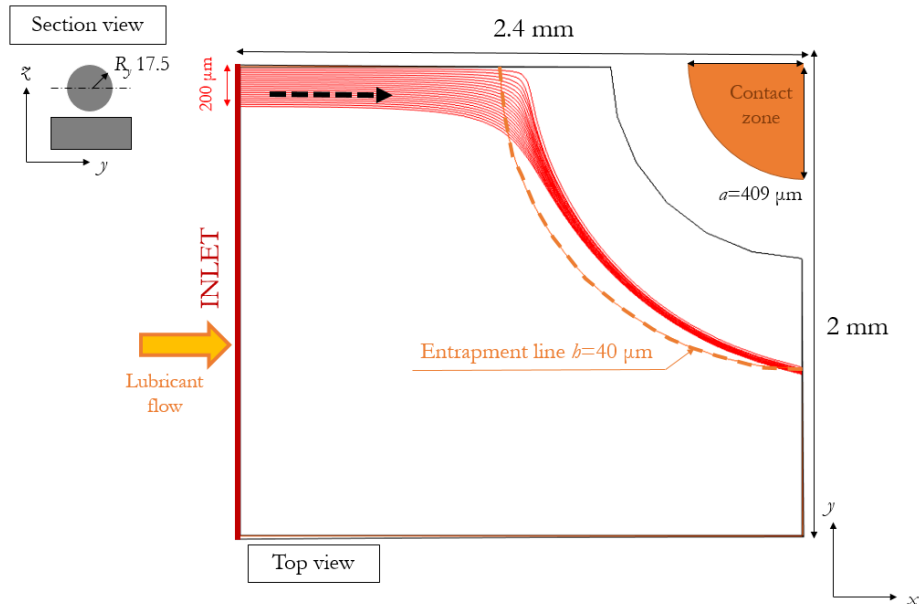 Section view
R_y 17.5
z
y
2.4 mm
200 µm
Contact
zone
a=409 µm
INLET
2 mm
Entrapment line h=40 µm
Lubricant
flow
y
Top view
x